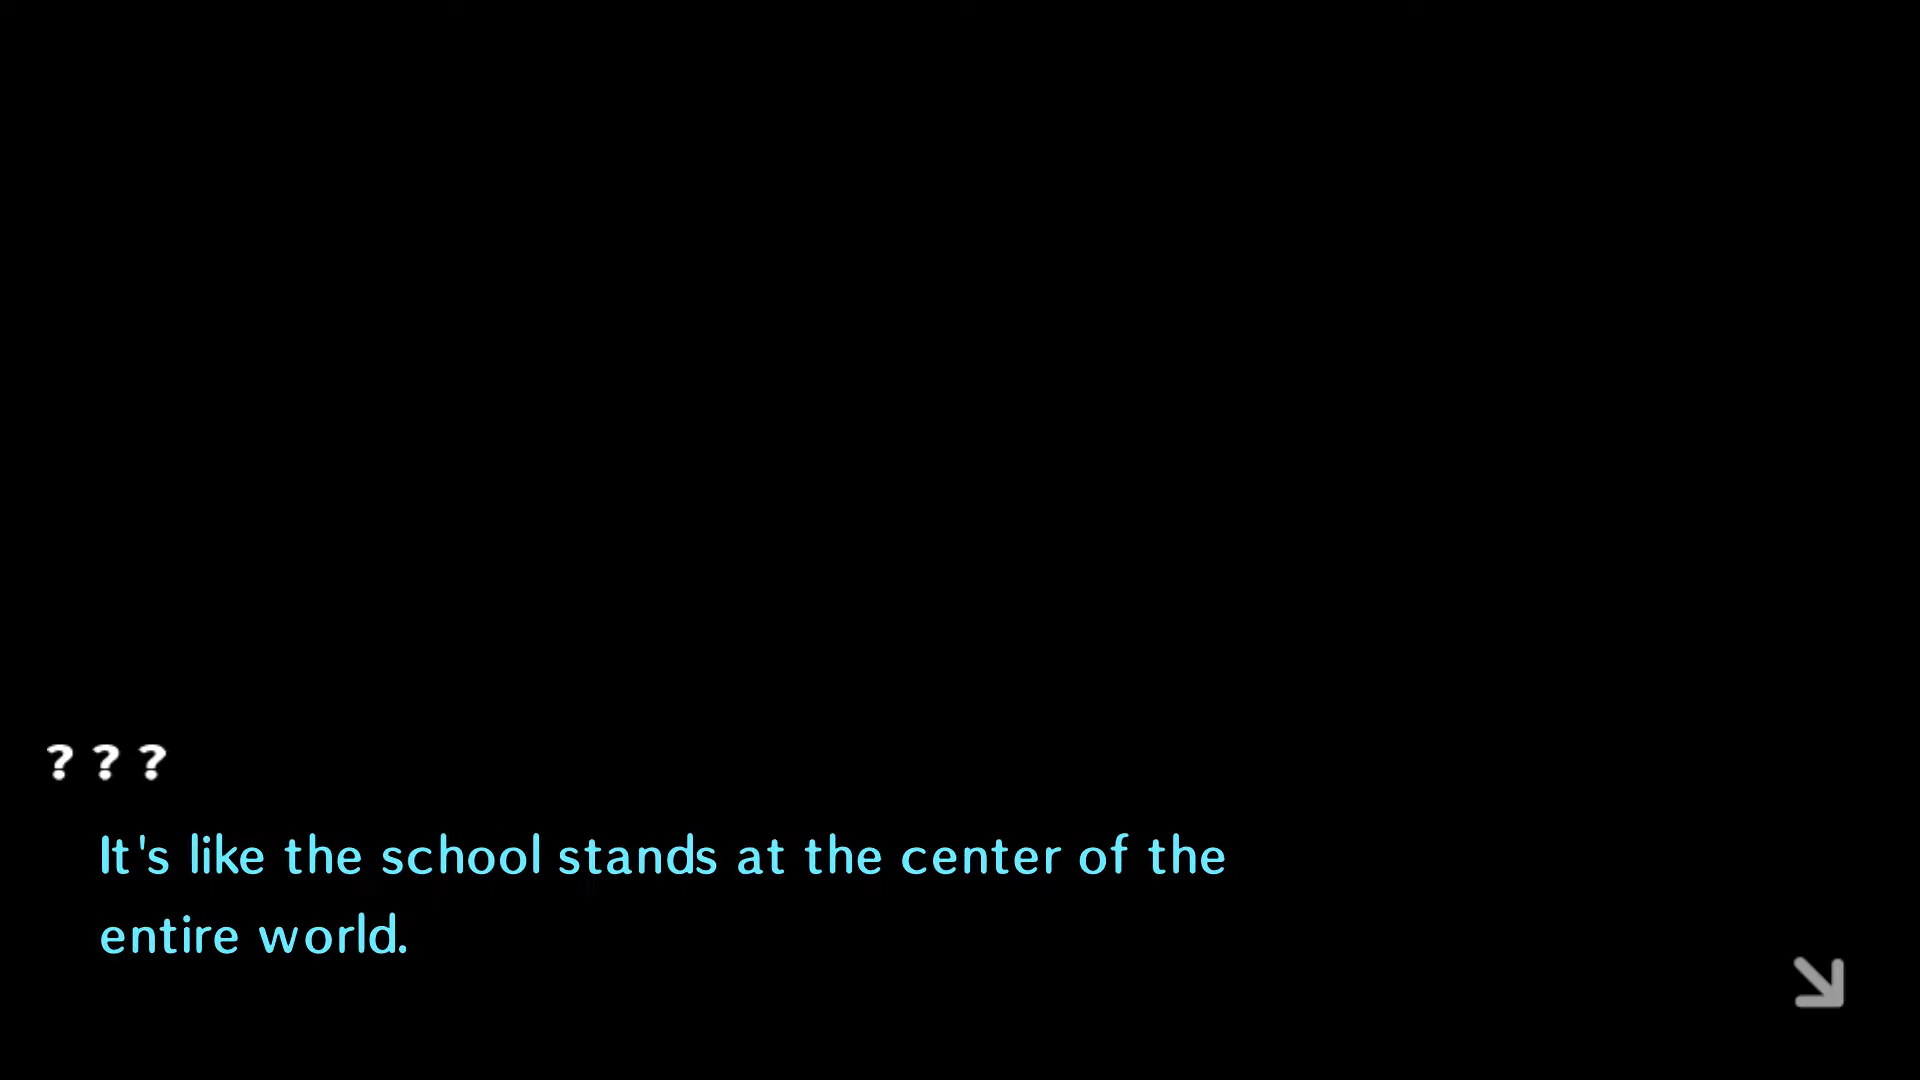 ? ? ?
It's like the school stands at the center of the
entire world.